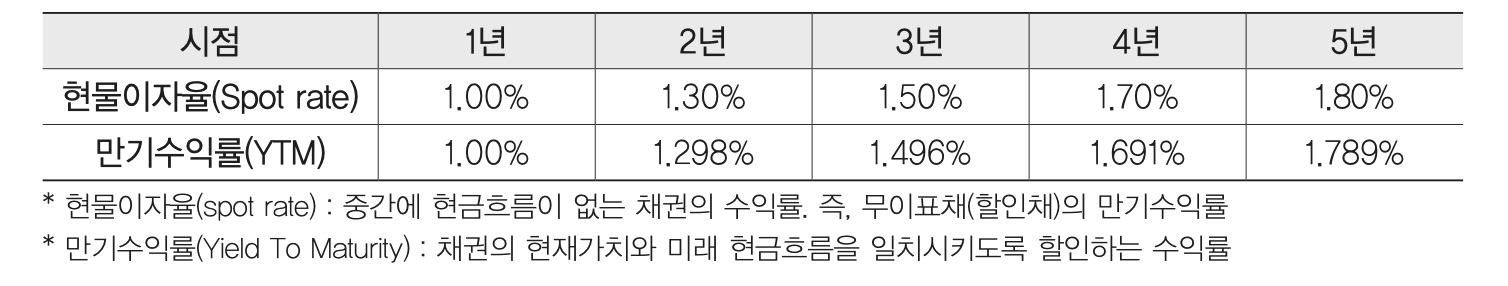 시점 1년 2년 3년 4년 5년
현물이자율(Spot rate) 1.00% 1.30% 1.50% 1.70% 1.80%
만기수익률(YTM) 1.00% 1.298% 1.496% 1.691% 1.789%
* 현물이자율(spot rate) : 중간에 현금흐름이 없는 채권의 수익률. 즉, 무이표채(할인채)의 만기수익률
* 만기수익률(Yield To Maturity) : 채권의 현재가치와 미래 현금흐름을 일치시키도록 할인하는 수익률